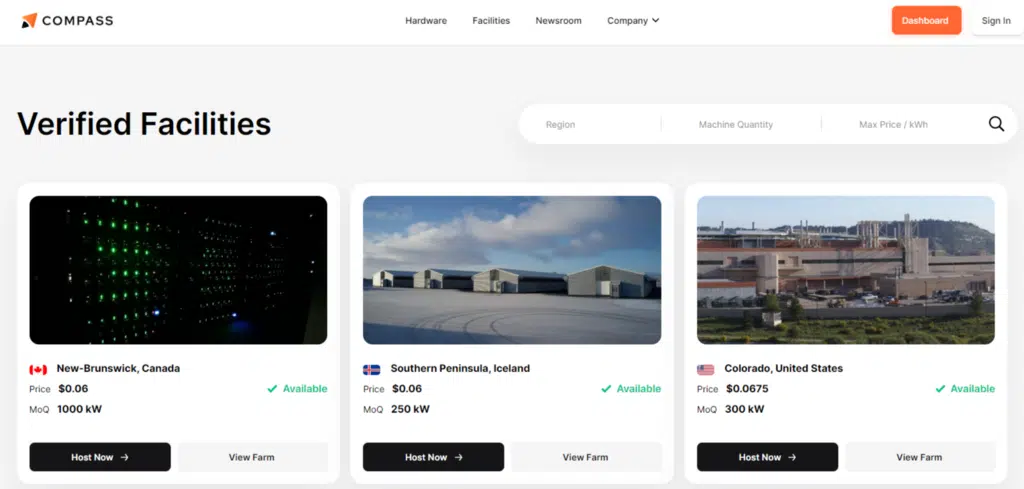 COMPASS
Hardware Facilities Newsroom Company
Dashboard Sign In
Verified Facilities
Region Machine Quantity Max Price / kWh
New-Brunswick, Canada
Price $0.06 Available
MoQ 1000 kW
Host Now → View Farm
Southern Peninsula, Iceland
Price $0.06 Available
MoQ 250 kW
Host Now → View Farm
Colorado, United States
Price $0.0675 Available
MoQ 300 kW
Host Now → View Farm